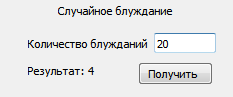 Случайное блуждание
Количество блужданий 20
Результат: 4 Получить